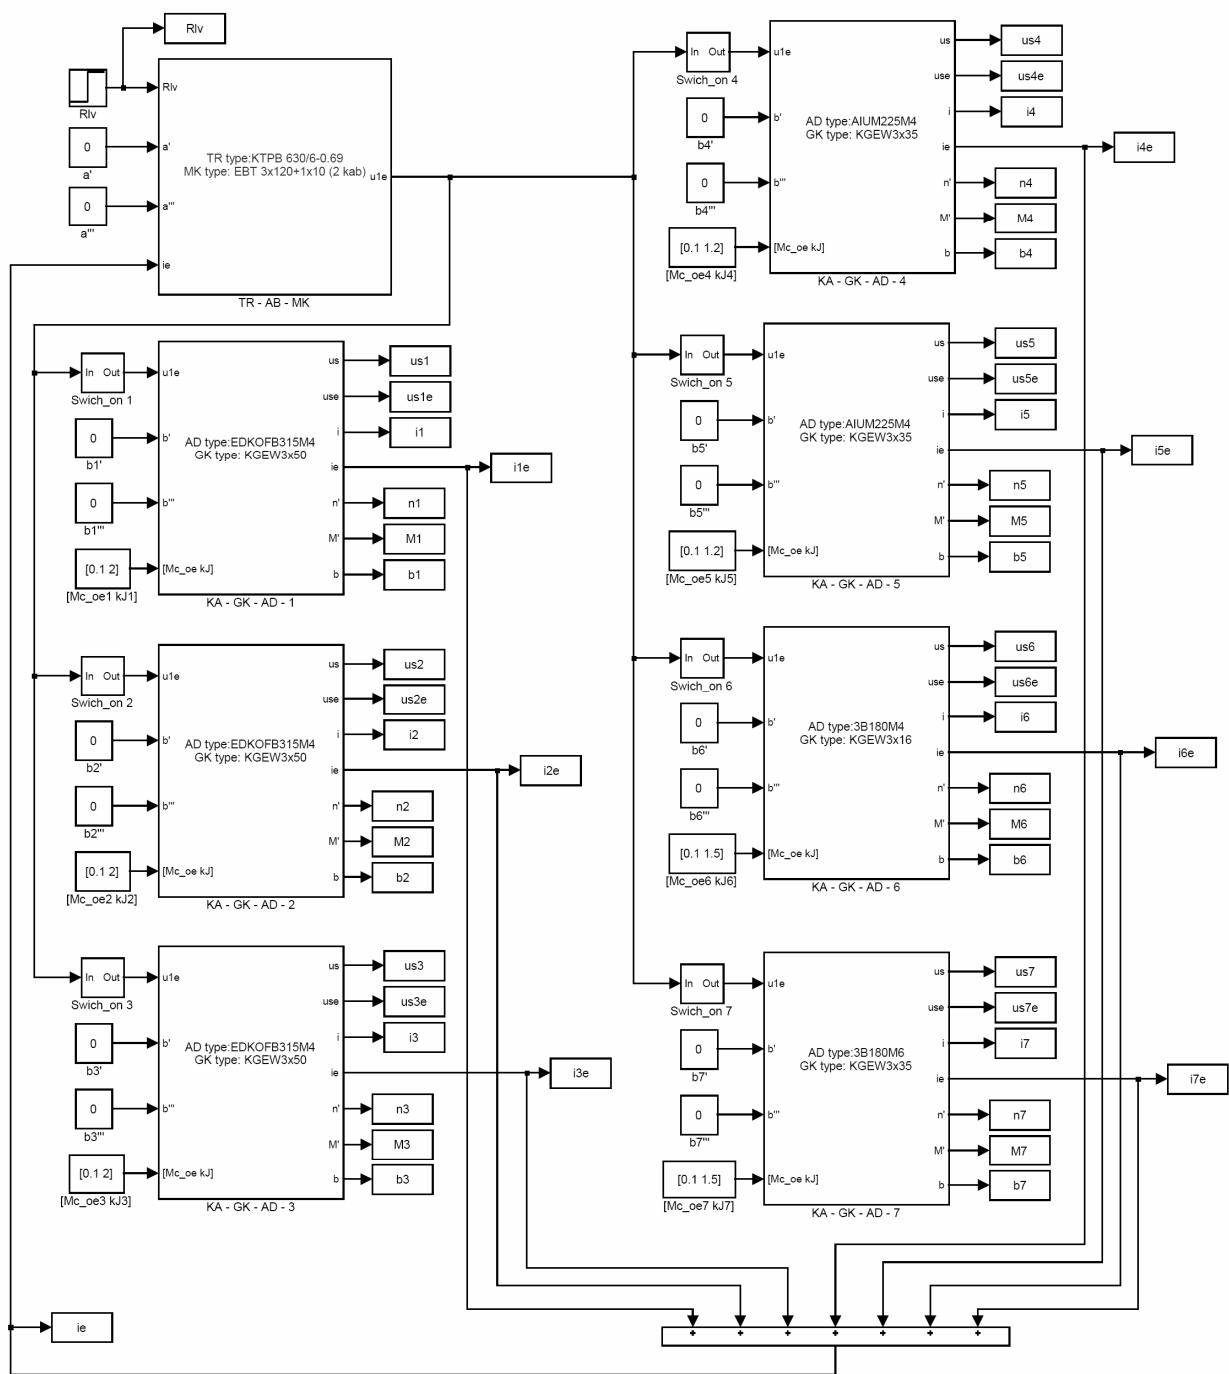 Rlv
Rlv
a'
a'''
0
0
Rlv
a'
a'''
ie
TR type:KTPB 630/6-0.69
MK type: EBT 3x120+1x10 (2 kab)
u1e
TR - AB - MK
In Out
Swich_on 1
0
b1'
0
b1'''
[0.1 2]
[Mc_oe1 kJ1]
u1e
b'
b'''
[Mc_oe kJ]
AD type:EDKOFB315M4
GK type: KGEW3x50
us
use
i
ie
n'
M'
b
KA - GK - AD - 1
us1
us1e
i1
i1e
n1
M1
b1
In Out
Swich_on 2
0
b2'
0
b2'''
[0.1 2]
[Mc_oe2 kJ2]
u1e
b'
b'''
[Mc_oe kJ]
AD type:EDKOFB315M4
GK type: KGEW3x50
us
use
i
ie
n'
M'
b
KA - GK - AD - 2
us2
us2e
i2
i2e
n2
M2
b2
In Out
Swich_on 3
0
b3'
0
b3'''
[0.1 2]
[Mc_oe3 kJ3]
u1e
b'
b'''
[Mc_oe kJ]
AD type:EDKOFB315M4
GK type: KGEW3x50
us
use
i
ie
n'
M'
b
KA - GK - AD - 3
us3
us3e
i3
i3e
n3
M3
b3
ie
In Out
Swich_on 4
0
b4'
0
b4'''
[0.1 1.2]
[Mc_oe4 kJ4]
u1e
b'
b'''
[Mc_oe kJ]
AD type:AIUM225M4
GK type: KGEW3x35
us
use
i
ie
n'
M'
b
KA - GK - AD - 4
us4
us4e
i4
i4e
n4
M4
b4
In Out
Swich_on 5
0
b5'
0
b5'''
[0.1 1.2]
[Mc_oe5 kJ5]
u1e
b'
b'''
[Mc_oe kJ]
AD type:AIUM225M4
GK type: KGEW3x35
us
use
i
ie
n'
M'
b
KA - GK - AD - 5
us5
us5e
i5
i5e
n5
M5
b5
In Out
Swich_on 6
0
b6'
0
b6'''
[0.1 1.5]
[Mc_oe6 kJ6]
u1e
b'
b'''
[Mc_oe kJ]
AD type:3B180M4
GK type: KGEW3x16
us
use
i
ie
n'
M'
b
KA - GK - AD - 6
us6
us6e
i6
i6e
n6
M6
b6
In Out
Swich_on 7
0
b7'
0
b7'''
[0.1 1.5]
[Mc_oe7 kJ7]
u1e
b'
b'''
[Mc_oe kJ]
AD type:3B180M6
GK type: KGEW3x35
us
use
i
ie
n'
M'
b
KA - GK - AD - 7
us7
us7e
i7
i7e
n7
M7
b7
+ + + + + + +